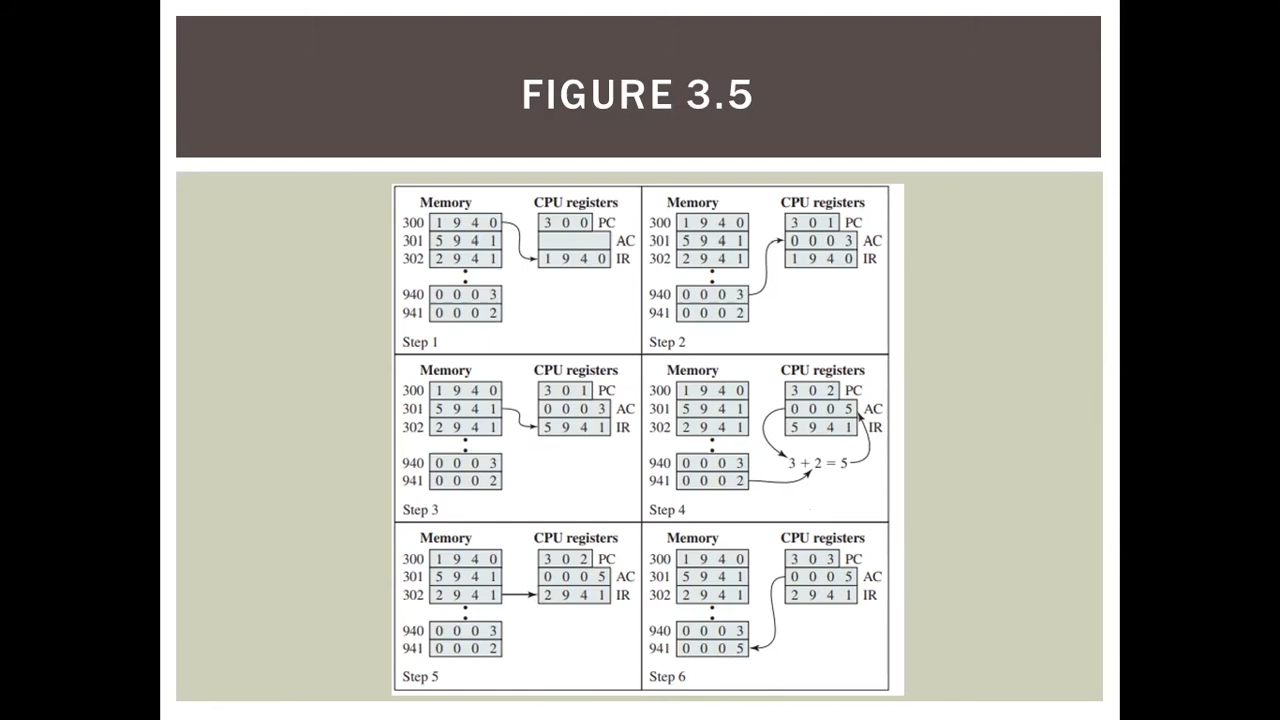 FIGURE 3.5
Memory CPU registers
300 1 9 4 0 3 0 0 PC
301 5 9 4 1 AC
302 2 9 4 1 1 9 4 0 IR
940 0 0 0 3
941 0 0 0 2
Step 1
Memory CPU registers
300 1 9 4 0 3 0 1 PC
301 5 9 4 1 0 0 0 3 AC
302 2 9 4 1 1 9 4 0 IR
940 0 0 0 3
941 0 0 0 2
Step 2
Memory CPU registers
300 1 9 4 0 3 0 1 PC
301 5 9 4 1 0 0 0 3 AC
302 2 9 4 1 5 9 4 1 IR
940 0 0 0 3
941 0 0 0 2
Step 3
Memory CPU registers
300 1 9 4 0 3 0 2 PC
301 5 9 4 1 0 0 0 5 AC
302 2 9 4 1 5 9 4 1 IR
940 0 0 0 3 3 + 2 = 5
941 0 0 0 2
Step 4
Memory CPU registers
300 1 9 4 0 3 0 2 PC
301 5 9 4 1 0 0 0 5 AC
302 2 9 4 1 2 9 4 1 IR
940 0 0 0 3
941 0 0 0 2
Step 5
Memory CPU registers
300 1 9 4 0 3 0 3 PC
301 5 9 4 1 0 0 0 5 AC
302 2 9 4 1 2 9 4 1 IR
940 0 0 0 3
941 0 0 0 5
Step 6